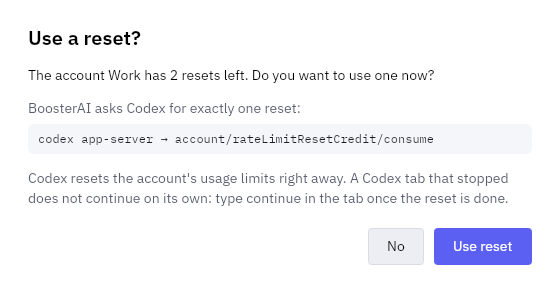 Use a reset?
The account Work has 2 resets left. Do you want to use one now?
BoosterAI asks Codex for exactly one reset:
codex app-server → account/rateLimitResetCredit/consume
Codex resets the account's usage limits right away. A Codex tab that stopped
does not continue on its own: type continue in the tab once the reset is done.
No
Use reset